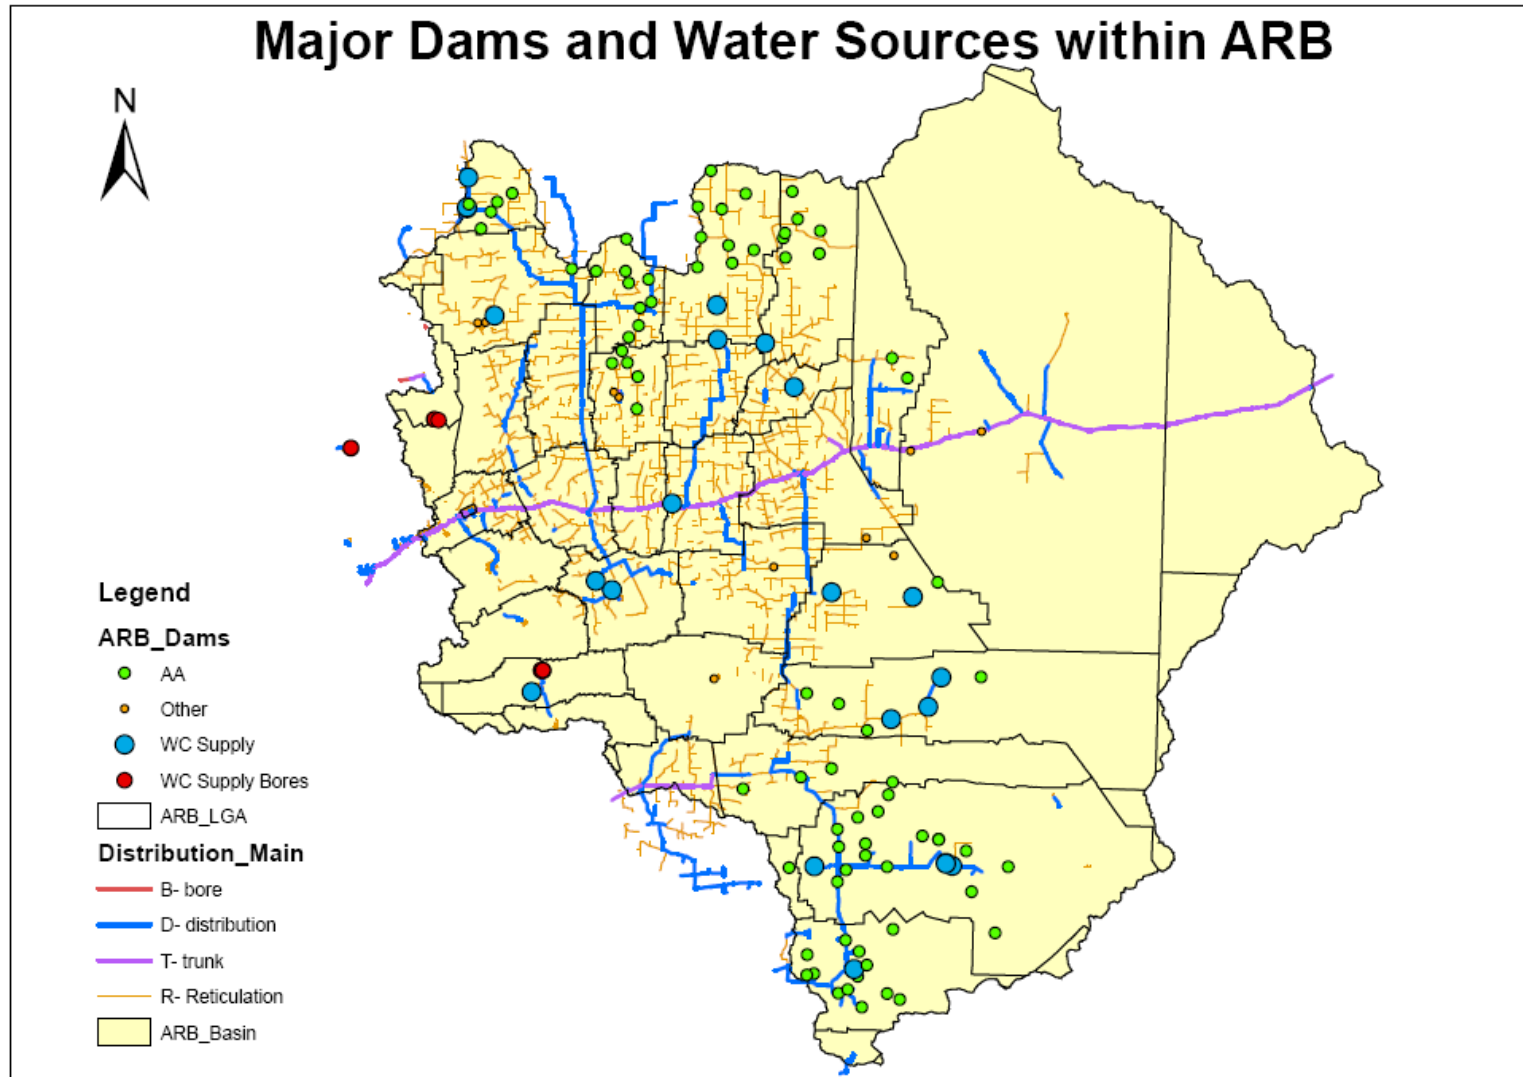 Major Dams and Water Sources within ARB
N
Legend
ARB_Dams
AA
Other
WC Supply
WC Supply Bores
ARB_LGA
Distribution_Main
B- bore
D- distribution
T- trunk
R- Reticulation
ARB_Basin